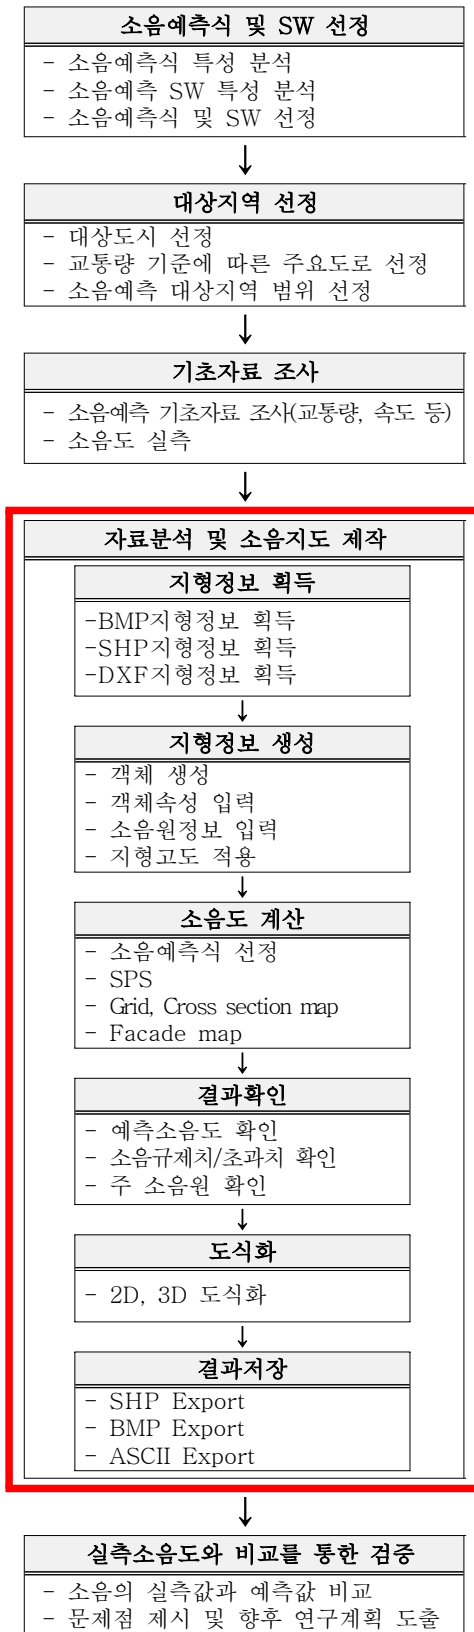 소음예측식 및 SW 선정
- 소음예측식 특성 분석
- 소음예측 SW 특성 분석
- 소음예측식 및 SW 선정
↓
대상지역 선정
- 대상도시 선정
- 교통량 기준에 따른 주요도로 선정
- 소음예측 대상지역 범위 선정
↓
기초자료 조사
- 소음예측 기초자료 조사(교통량, 속도 등)
- 소음도 실측
↓
자료분석 및 소음지도 제작
지형정보 획득
-BMP지형정보 획득
-SHP지형정보 획득
-DXF지형정보 획득
↓
지형정보 생성
- 객체 생성
- 객체속성 입력
- 소음원정보 입력
- 지형고도 적용
↓
소음도 계산
- 소음예측식 선정
- SPS
- Grid, Cross section map
- Facade map
↓
결과확인
- 예측소음도 확인
- 소음규제치/초과치 확인
- 주 소음원 확인
↓
도식화
- 2D, 3D 도식화
↓
결과저장
- SHP Export
- BMP Export
- ASCII Export
↓
실측소음도와 비교를 통한 검증
- 소음의 실측값과 예측값 비교
- 문제점 제시 및 향후 연구계획 도출